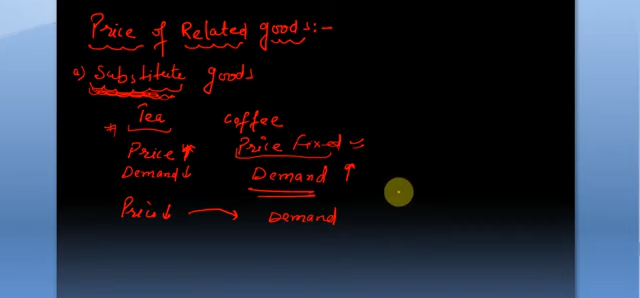 Price of Related goods:-
a) Substitute goods
# Tea coffee
Price ↑ Price Fixed
Demand ↓ Demand ↑
Price ↓ → Demand